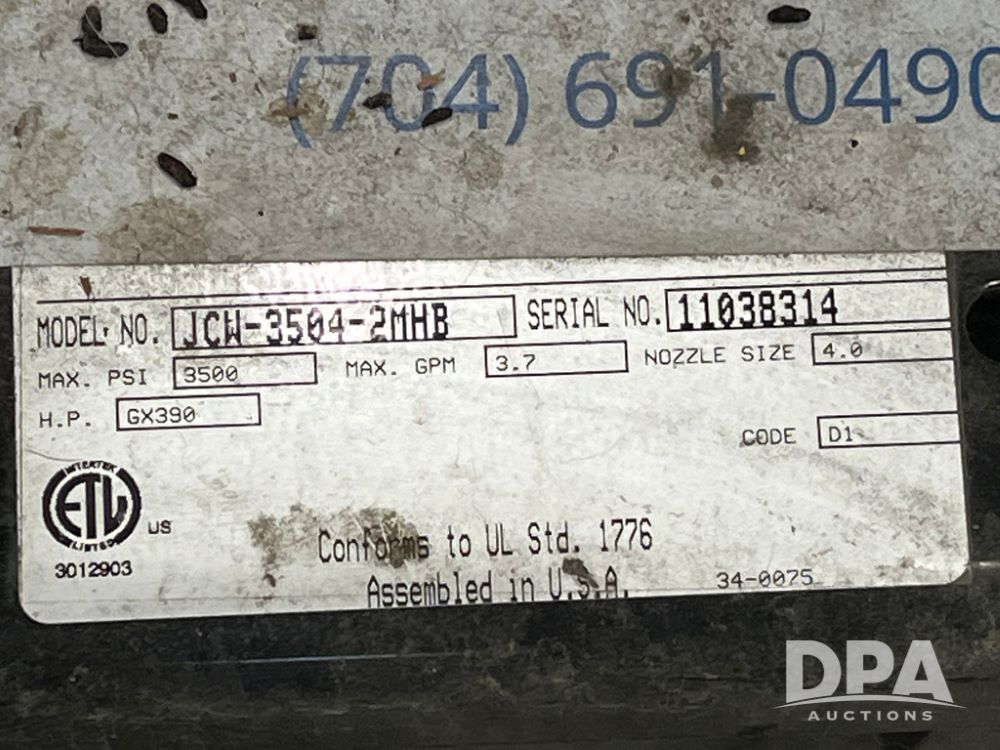 (704) 691-0490
MODEL NO. JCW-3504-2MHB SERIAL NO. 11038314
MAX. PSI 3500 MAX. GPM 3.7 NOZZLE SIZE 4.0
H.P. GX390
CODE D1
INTERTEK
ETL US
LISTED
3012903
Conforms to UL Std. 1776
Assembled in U.S.A. 34-0075
DPA
AUCTIONS